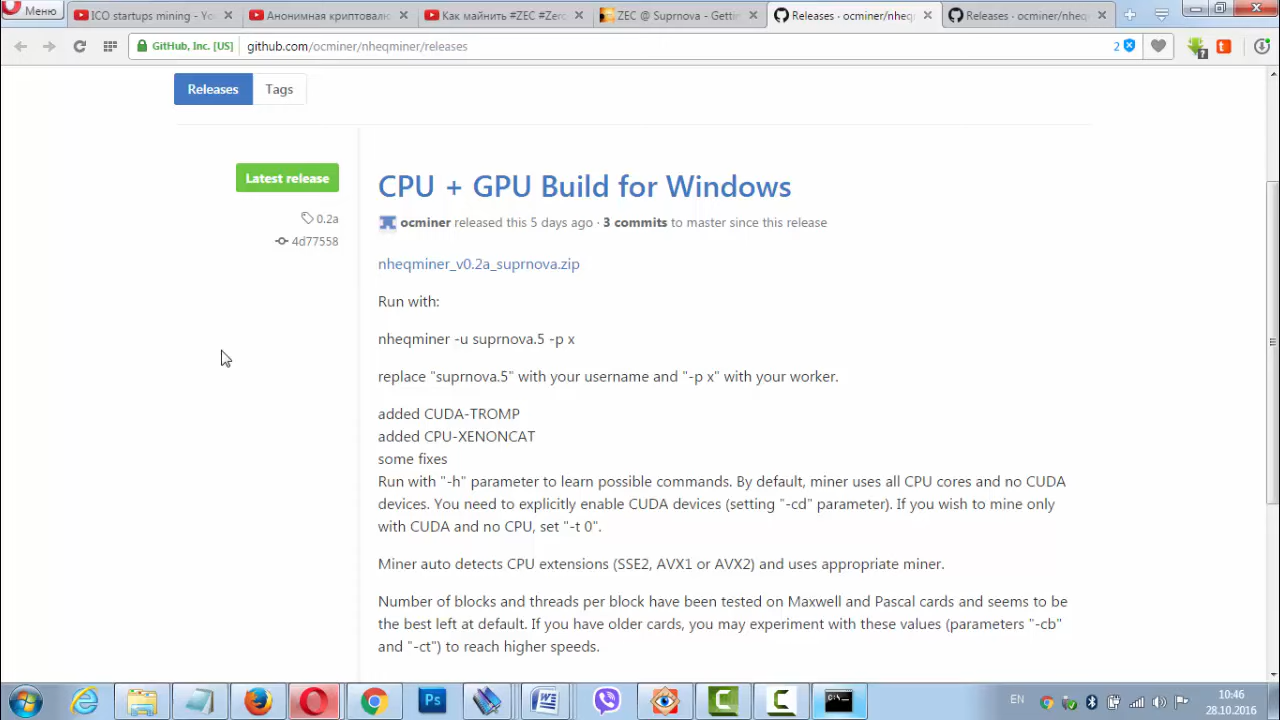 Меню
ICO startups mining - Yo
Анонимная криптовалю
Как майнить #ZEC #Zer
ZEC @ Suprnova - Getti
Releases · ocminer/nheq
Releases · ocminer/nheq
GitHub, Inc. [US]
github.com/ocminer/nheqminer/releases
2
Releases
Tags
Latest release
0.2a
4d77558
CPU + GPU Build for Windows
ocminer released this 5 days ago · 3 commits to master since this release
nheqminer_v0.2a_suprnova.zip
Run with:
nheqminer -u suprnova.5 -p x
replace "suprnova.5" with your username and "-p x" with your worker.
added CUDA-TROMP
added CPU-XENONCAT
some fixes
Run with "-h" parameter to learn possible commands. By default, miner uses all CPU cores and no CUDA
devices. You need to explicitly enable CUDA devices (setting "-cd" parameter). If you wish to mine only
with CUDA and no CPU, set "-t 0".
Miner auto detects CPU extensions (SSE2, AVX1 or AVX2) and uses appropriate miner.
Number of blocks and threads per block have been tested on Maxwell and Pascal cards and seems to be
the best left at default. If you have older cards, you may experiment with these values (parameters "-cb"
and "-ct") to reach higher speeds.
EN
10:46
28.10.2016